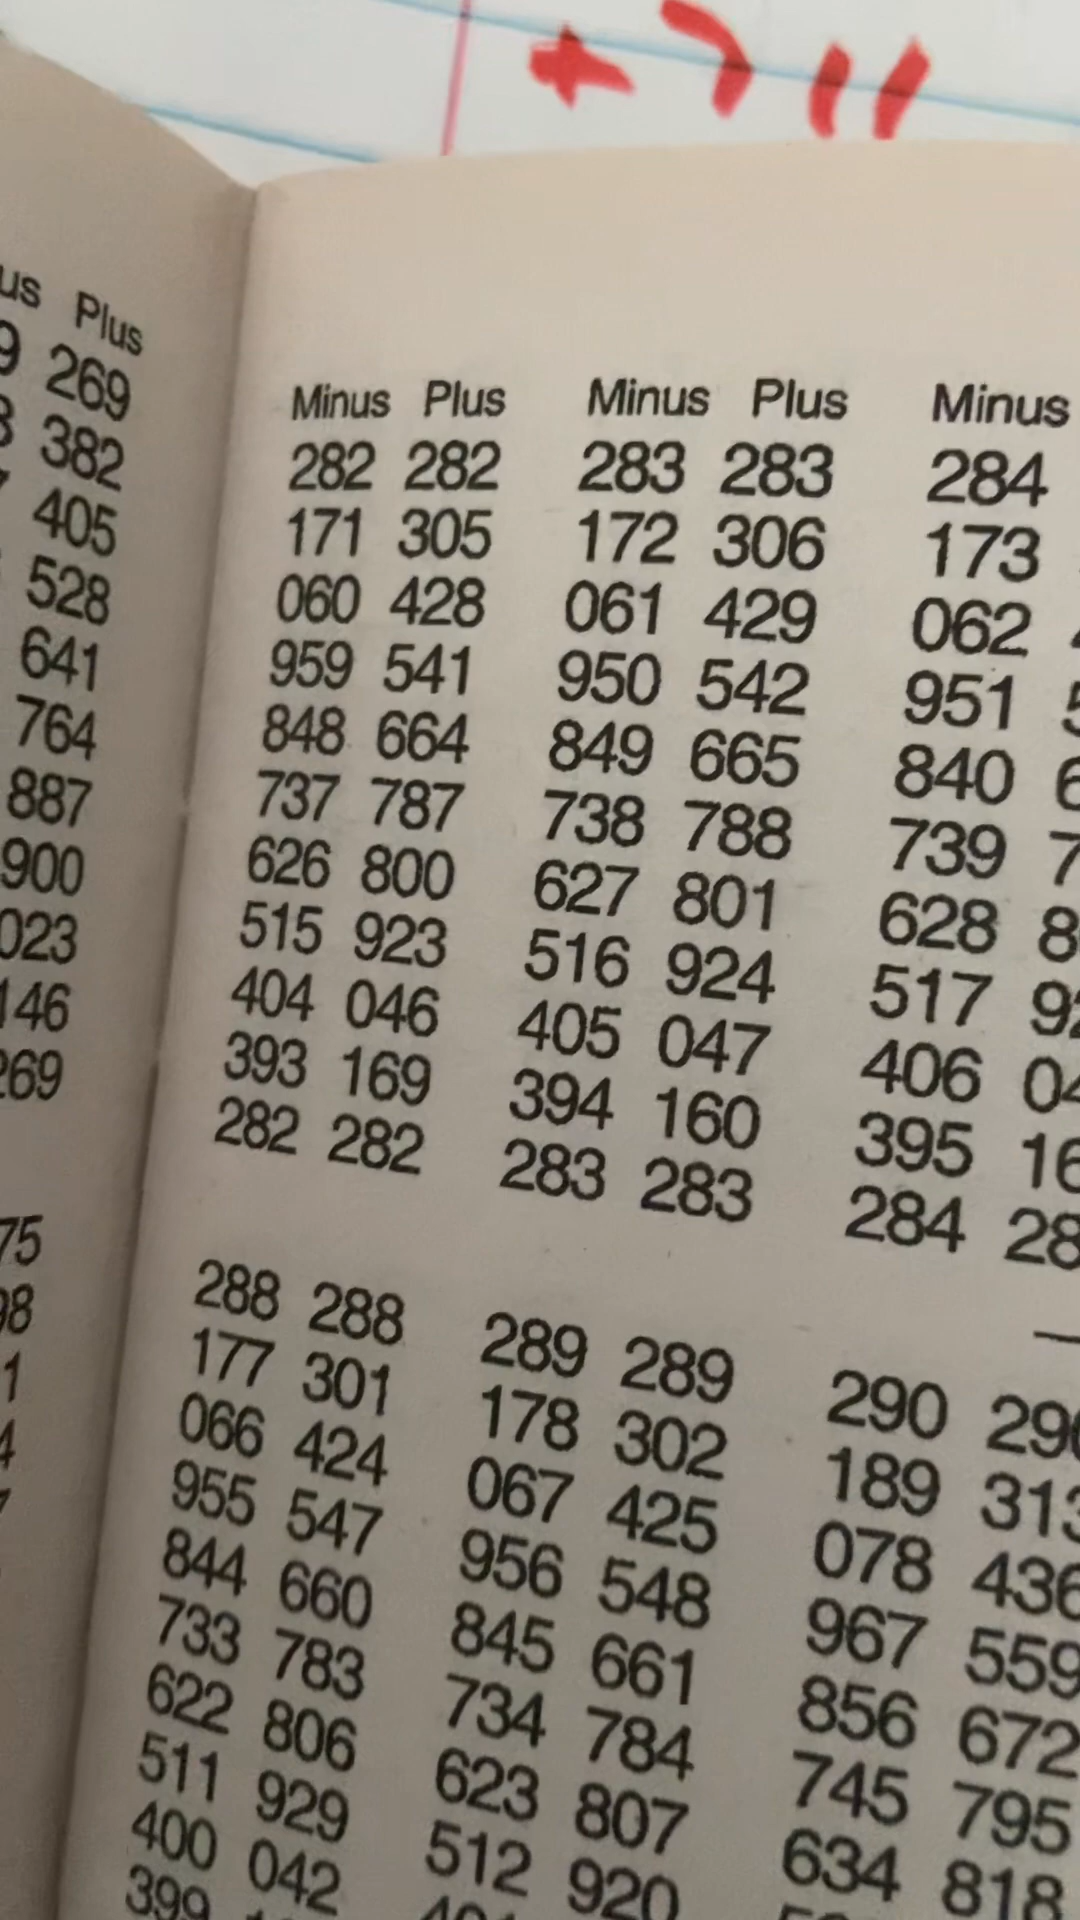 Plus
269
382
405
528
641
764
887
900
023
146
269
Minus Plus Minus Plus Minus
282 282 283 283 284
171 305 172 306 173
060 428 061 429 062
959 541 950 542 951
848 664 849 665 840
737 787 738 788 739
626 800 627 801 628
515 923 516 924 517
404 046 405 047 406
393 169 394 160 395
282 282 283 283 284
288 288 289 289 290
177 301 178 302 189 313
066 424 067 425 078 436
955 547 956 548 967 559
844 660 845 661 856 672
733 783 734 784 745 795
622 806 623 807 634 818
511 929 512 920
400 042
399